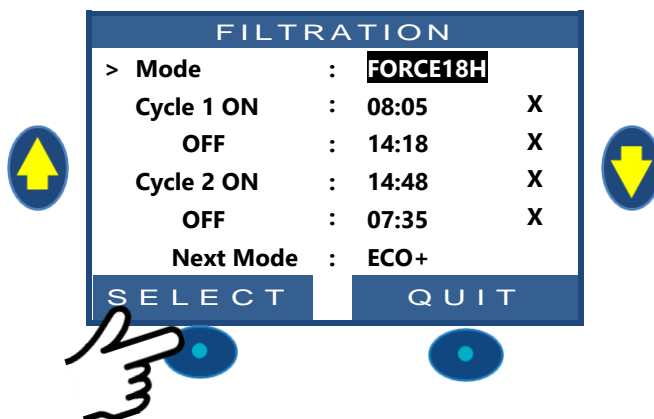 FILTRATION
> Mode : FORCE18H
Cycle 1 ON : 08:05 X
OFF : 14:18 X
Cycle 2 ON : 14:48 X
OFF : 07:35 X
Next Mode : ECO+
SELECT QUIT